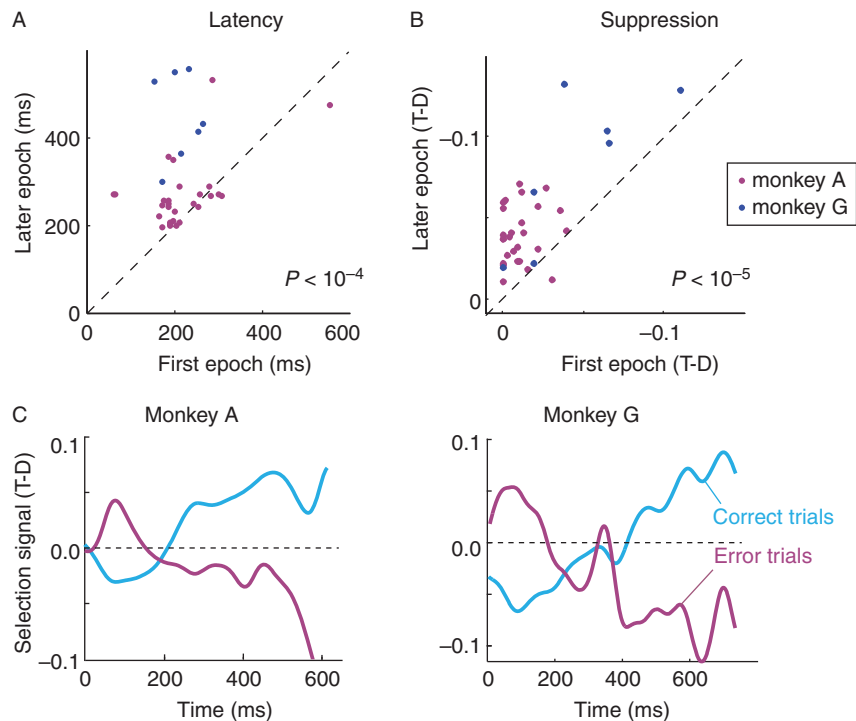 A
Latency
B
Suppression
Later epoch (ms)
400
200
0
0
200
400
600
First epoch (ms)
P < 10⁻⁴
Later epoch (T-D)
−0.1
0
0
−0.1
First epoch (T-D)
P < 10⁻⁵
monkey A
monkey G
C
Monkey A
Selection signal (T-D)
0.1
0.0
−0.1
0
200
400
600
Time (ms)
Monkey G
0.1
0.0
−0.1
0
200
400
600
Time (ms)
Correct trials
Error trials